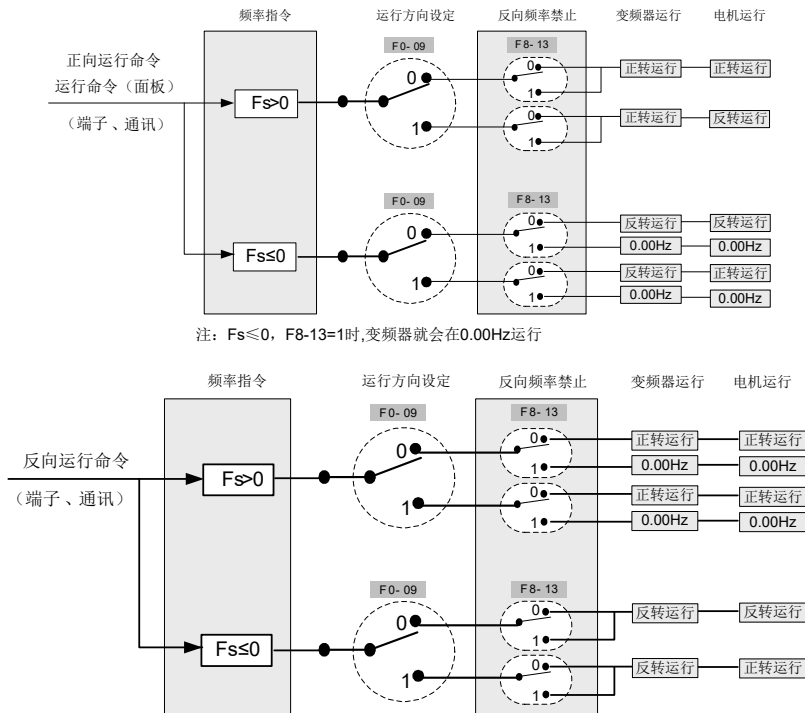 频率指令 运行方向设定 反向频率禁止 变频器运行 电机运行
F0-09 F8-13
正向运行命令
运行命令（面板）
（端子、通讯）
Fs>0
0 0 正转运行 正转运行
1
1 0 正转运行 反转运行
1
F0-09 F8-13
Fs≤0
0 0 反转运行 反转运行
1 0.00Hz 0.00Hz
1 0 反转运行 正转运行
1 0.00Hz 0.00Hz
注：Fs≤0，F8-13=1时,变频器就会在0.00Hz运行
频率指令 运行方向设定 反向频率禁止 变频器运行 电机运行
F0-09 F8-13
反向运行命令
（端子、通讯）
Fs>0
0 0 正转运行 正转运行
1 0.00Hz 0.00Hz
1 0 正转运行 正转运行
1 0.00Hz 0.00Hz
F0-09 F8-13
Fs≤0
0 0 反转运行 反转运行
1
1 0 反转运行 正转运行
1